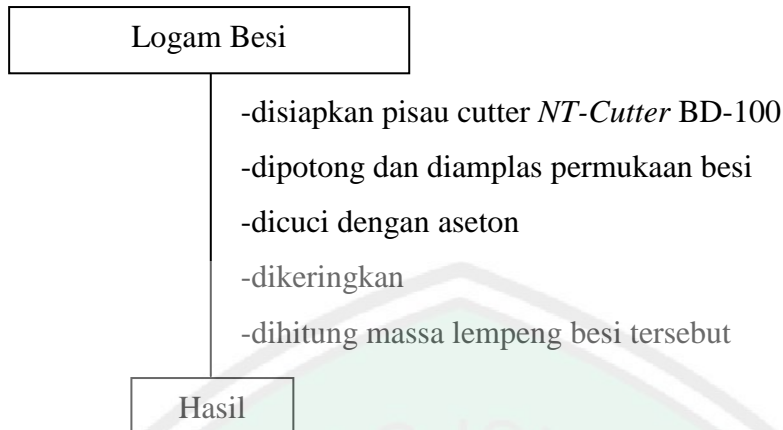 Logam Besi
-disiapkan pisau cutter NT-Cutter BD-100
-dipotong dan diamplas permukaan besi
-dicuci dengan aseton
-dikeringkan
-dihitung massa lempeng besi tersebut
Hasil